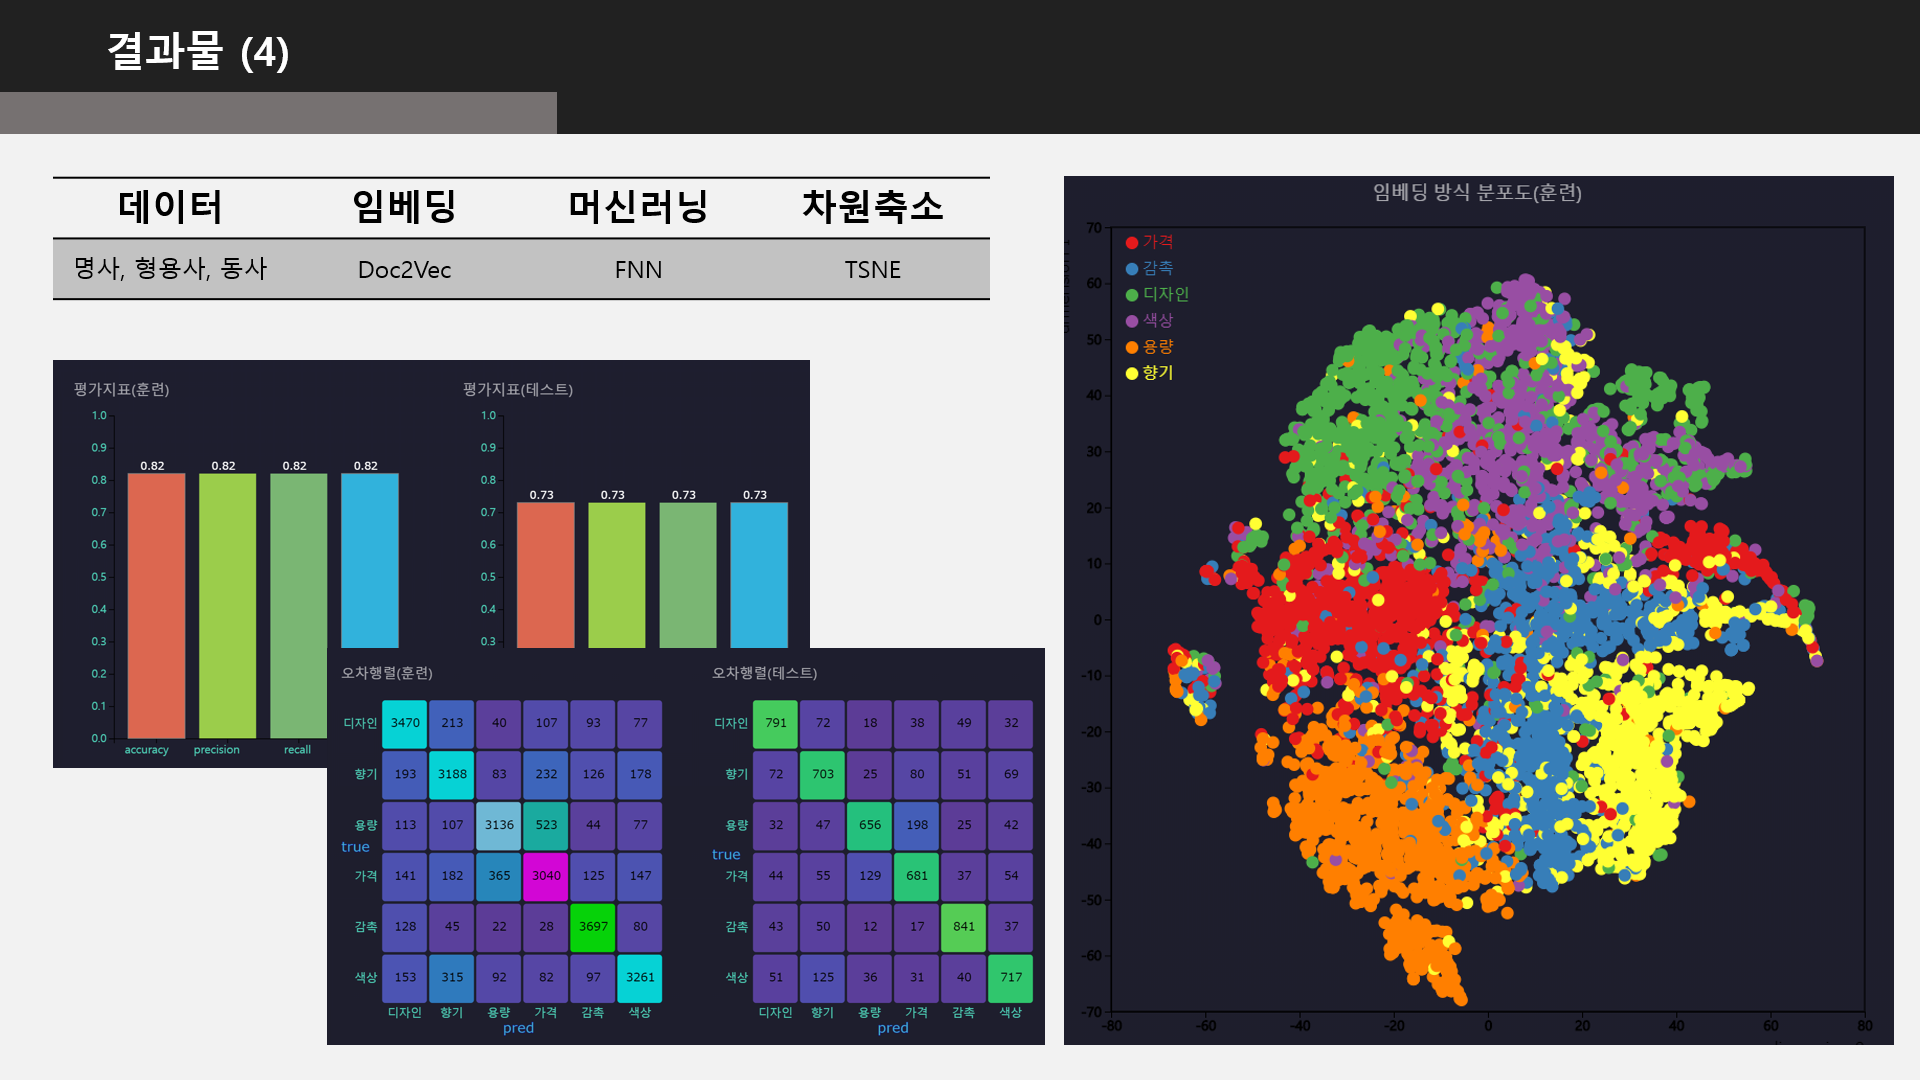 결과물 (4)
데이터 임베딩 머신러닝 차원축소
명사, 형용사, 동사 Doc2Vec FNN TSNE
평가지표(훈련)
1.0
0.9
0.8
0.7
0.6
0.5
0.4
0.3
0.2
0.1
0.0
0.82 0.82 0.82 0.82
accuracy precision recall
평가지표(테스트)
1.0
0.9
0.8
0.7
0.6
0.5
0.4
0.3
0.73 0.73 0.73 0.73
오차행렬(훈련)
디자인 3470 213 40 107 93 77
향기 193 3188 83 232 126 178
용량 113 107 3136 523 44 77
true
가격 141 182 365 3040 125 147
감촉 128 45 22 28 3697 80
색상 153 315 92 82 97 3261
디자인 향기 용량 가격 감촉 색상
pred
오차행렬(테스트)
디자인 791 72 18 38 49 32
향기 72 703 25 80 51 69
용량 32 47 656 198 25 42
true
가격 44 55 129 681 37 54
감촉 43 50 12 17 841 37
색상 51 125 36 31 40 717
디자인 향기 용량 가격 감촉 색상
pred
임베딩 방식 분포도(훈련)
가격
감촉
디자인
색상
용량
향기
70
60
50
40
30
20
10
0
-10
-20
-30
-40
-50
-60
-70
-80 -60 -40 -20 0 20 40 60 80